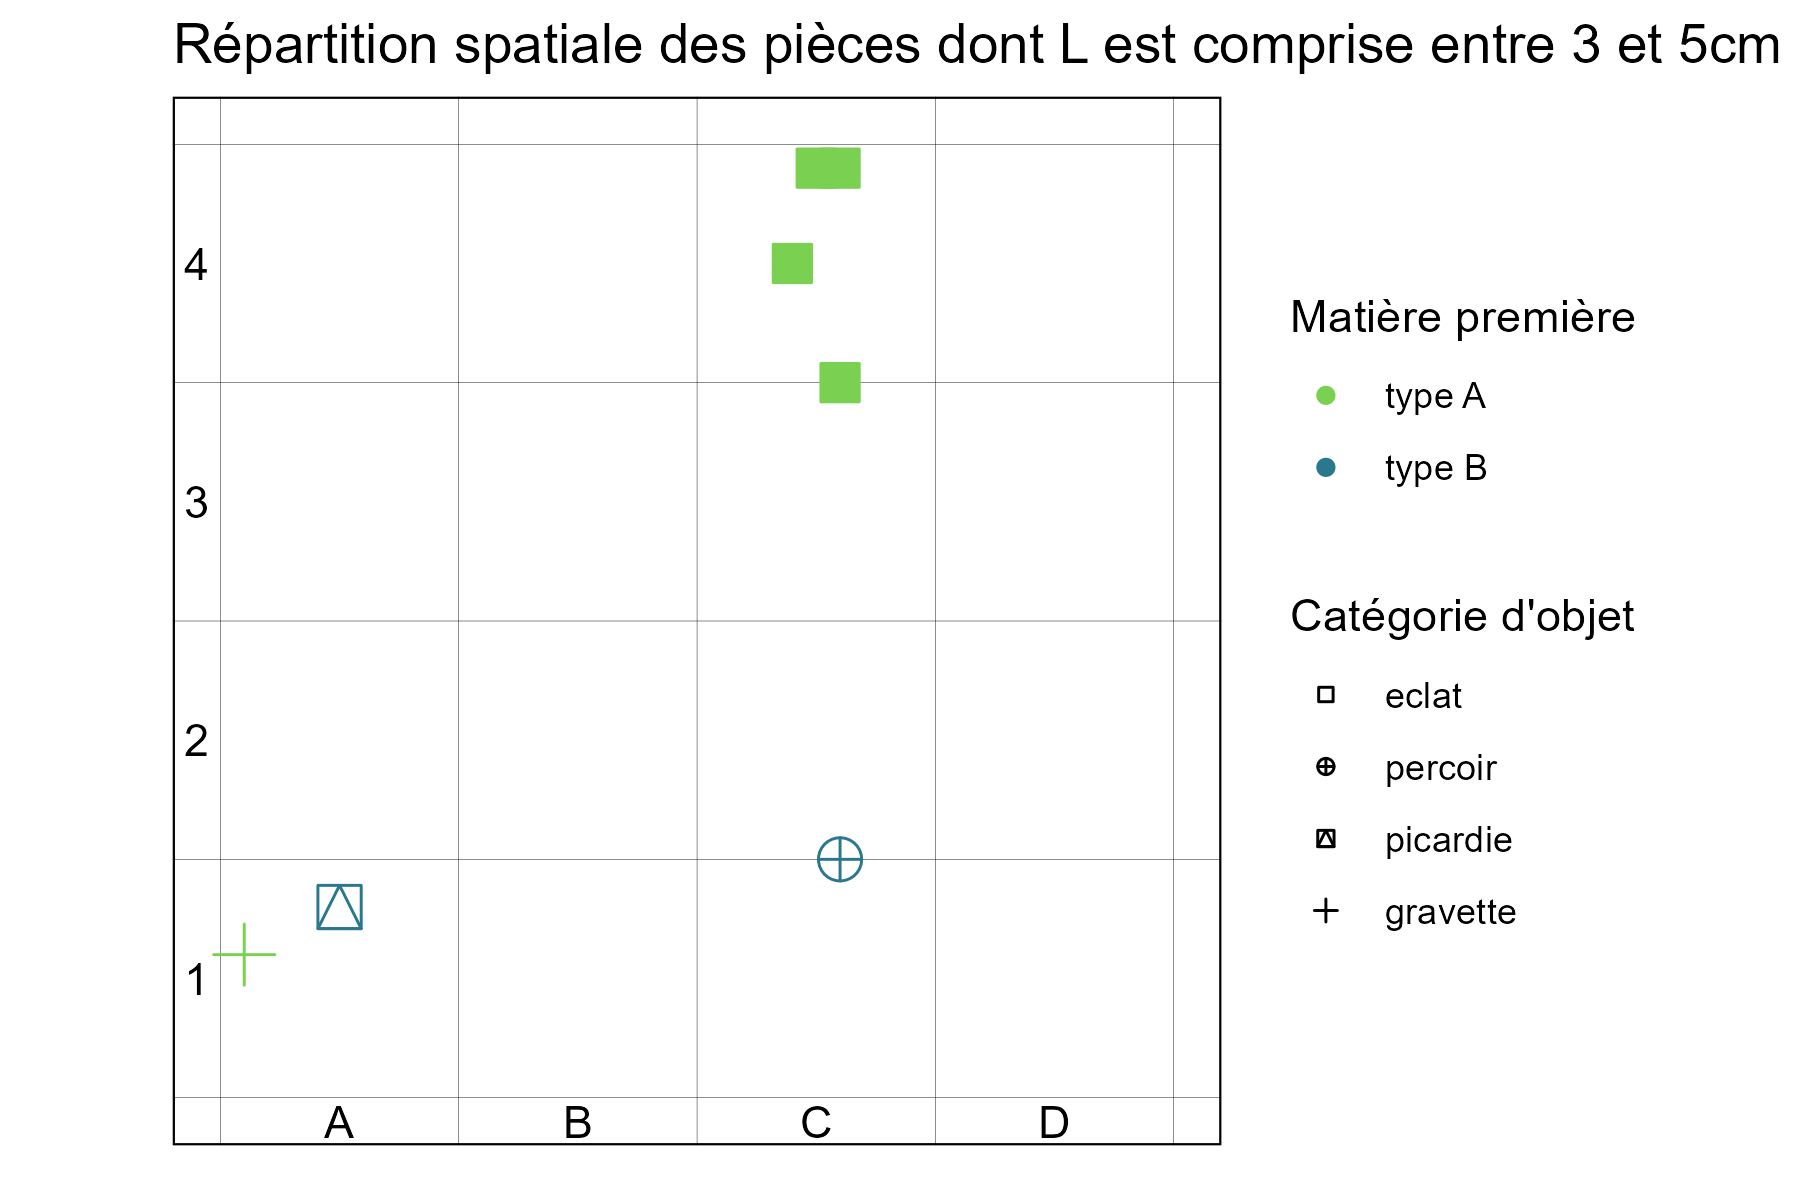 Répartition spatiale des pièces dont L est comprise entre 3 et 5cm
4
3
2
1
A B C D
Matière première
type A
type B
Catégorie d'objet
eclat
percoir
picardie
gravette